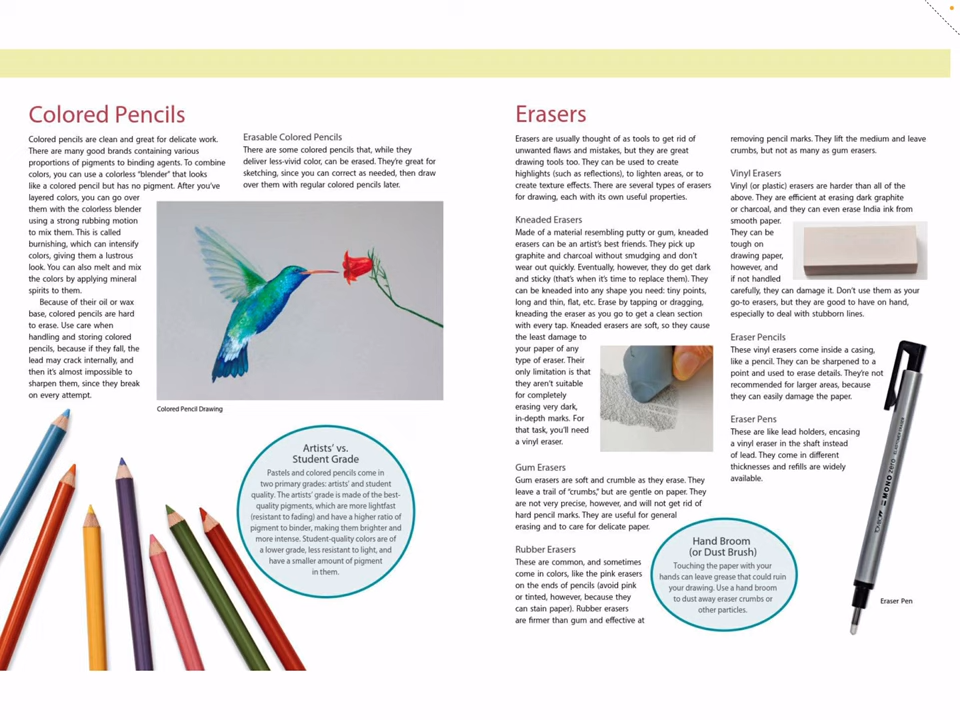 Colored Pencils
Colored pencils are clean and great for delicate work.
There are many good brands containing various
proportions of pigments to binding agents. To combine
colors, you can use a colorless “blender” that looks
like a colored pencil but has no pigment. After you’ve
layered colors, you can go over
them with the colorless blender
using a strong rubbing motion
to mix them. This is called
burnishing, which can intensify
colors, giving them a lustrous
look. You can also melt and mix
the colors by applying mineral
spirits to them.
Because of their oil or wax
base, colored pencils are hard
to erase. Use care when
handling and storing colored
pencils, because if they fall, the
lead may crack internally, and
then it’s almost impossible to
sharpen them, since they break
on every attempt.
Erasable Colored Pencils
There are some colored pencils that, while they
deliver less-vivid color, can be erased. They’re great for
sketching, since you can correct as needed, then draw
over them with regular colored pencils later.
Colored Pencil Drawing
Artists’ vs.
Student Grade
Pastels and colored pencils come in
two primary grades: artists’ and student
quality. The artists’ grade is made of the best-
quality pigments, which are more lightfast
(resistant to fading) and have a higher ratio of
pigment to binder, making them brighter and
more intense. Student-quality colors are of
a lower grade, less resistant to light, and
have a smaller amount of pigment
in them.
Erasers
Erasers are usually thought of as tools to get rid of
unwanted flaws and mistakes, but they are great
drawing tools too. They can be used to create
highlights (such as reflections), to lighten areas, or to
create texture effects. There are several types of erasers
for drawing, each with its own useful properties.
Kneaded Erasers
Made of a material resembling putty or gum, kneaded
erasers can be an artist’s best friends. They pick up
graphite and charcoal without smudging and don’t
wear out quickly. Eventually, however, they do get dark
and sticky (that’s when it’s time to replace them). They
can be kneaded into any shape you need: tiny points,
long and thin, flat, etc. Erase by tapping or dragging,
kneading the eraser as you go to get a clean section
with every tap. Kneaded erasers are soft, so they cause
the least damage to
your paper of any
type of eraser. Their
only limitation is that
they aren’t suitable
for completely
erasing very dark,
in-depth marks. For
that task, you’ll need
a vinyl eraser.
Gum Erasers
Gum erasers are soft and crumble as they erase. They
leave a trail of “crumbs,” but are gentle on paper. They
are not very precise, however, and will not get rid of
hard pencil marks. They are useful for general
erasing and to care for delicate paper.
Rubber Erasers
These are common, and sometimes
come in colors, like the pink erasers
on the ends of pencils (avoid pink
or tinted, however, because they
can stain paper). Rubber erasers
are firmer than gum and effective at
removing pencil marks. They lift the medium and leave
crumbs, but not as many as gum erasers.
Vinyl Erasers
Vinyl (or plastic) erasers are harder than all of the
above. They are efficient at erasing dark graphite
or charcoal, and they can even erase India ink from
smooth paper.
They can be
tough on
drawing paper,
however, and
if not handled
carefully, they can damage it. Don’t use them as your
go-to erasers, but they are good to have on hand,
especially to deal with stubborn lines.
Eraser Pencils
These vinyl erasers come inside a casing,
like a pencil. They can be sharpened to a
point and used to erase details. They’re not
recommended for larger areas, because
they can easily damage the paper.
Eraser Pens
These are like lead holders, encasing
a vinyl eraser in the shaft instead
of lead. They come in different
thicknesses and refills are widely
available.
Hand Broom
(or Dust Brush)
Touching the paper with your
hands can leave grease that could ruin
your drawing. Use a hand broom
to dust away eraser crumbs or
other particles.
MONO zero
Eraser Pen